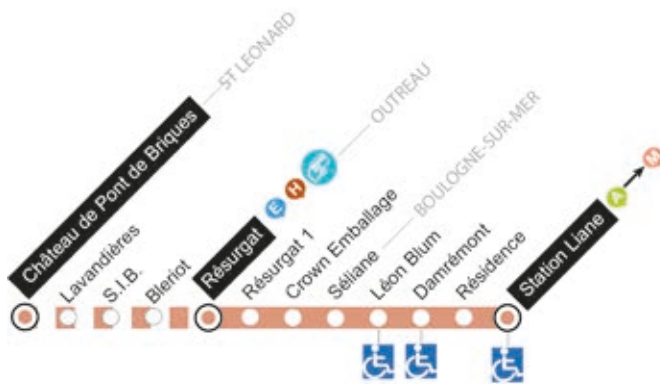 Château de Pont de Briques
ST LEONARD
Lavandières
S.I.B.
Bleriot
Résurgat
E
H
OUTREAU
Résurgat 1
Crown Emballage
Séliane
BOULOGNE-SUR-MER
Léon Blum
Damrémont
Résidence
Station Liane
A
M